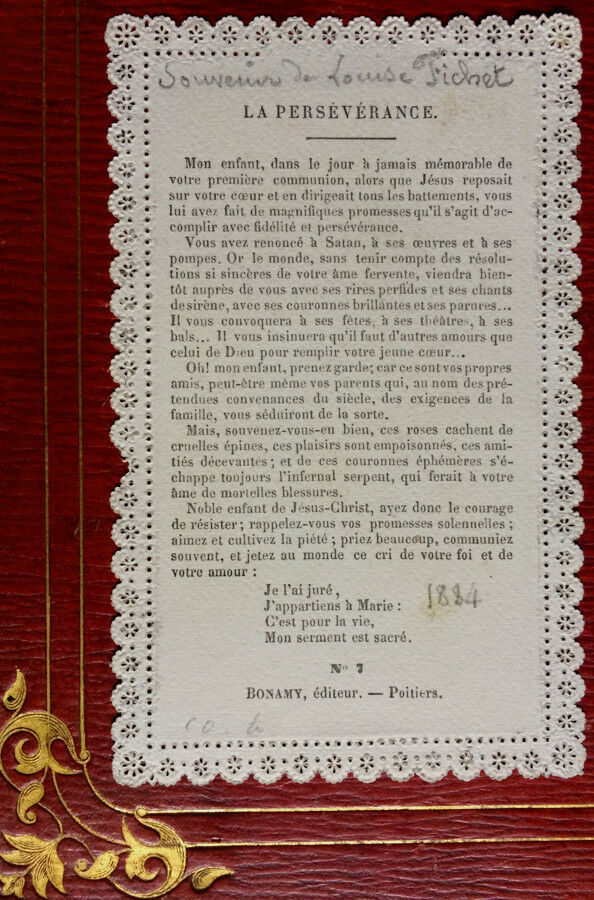 Souvenir de Louise Fichet
LA PERSÉVÉRANCE.
Mon enfant, dans le jour à jamais mémorable de
votre première communion, alors que Jésus reposait
sur votre cœur et en dirigeait tous les battements, vous
lui avez fait de magnifiques promesses qu'il s'agit d'ac-
complir avec fidélité et persévérance.
Vous avez renoncé à Satan, à ses œuvres et à ses
pompes. Or le monde, sans tenir compte des résolu-
tions si sincères de votre âme fervente, viendra bien-
tôt auprès de vous avec ses rires perfides et ses chants
de sirène, avec ses couronnes brillantes et ses parures...
Il vous convoquera à ses fêtes, à ses théâtres, à ses
bals... Il vous insinuera qu'il faut d'autres amours que
celui de Dieu pour remplir votre jeune cœur...
Oh! mon enfant, prenez garde; car ce sont vos propres
amis, peut-être même vos parents qui, au nom des pré-
tendues convenances du siècle, des exigences de la
famille, vous séduiront de la sorte.
Mais, souvenez-vous-en bien, ces roses cachent de
cruelles épines, ces plaisirs sont empoisonnés, ces ami-
tiés décevantes; et de ces couronnes éphémères s'é-
chappe toujours l'infernal serpent, qui ferait à votre
âme de mortelles blessures.
Noble enfant de Jésus-Christ, ayez donc le courage
de résister; rappelez-vous vos promesses solennelles;
aimez et cultivez la piété; priez beaucoup, communiez
souvent, et jetez au monde ce cri de votre foi et de
votre amour :
Je l'ai juré,
J'appartiens à Marie : 1884
C'est pour la vie,
Mon serment est sacré.
No 7
BONAMY, éditeur. — Poitiers.